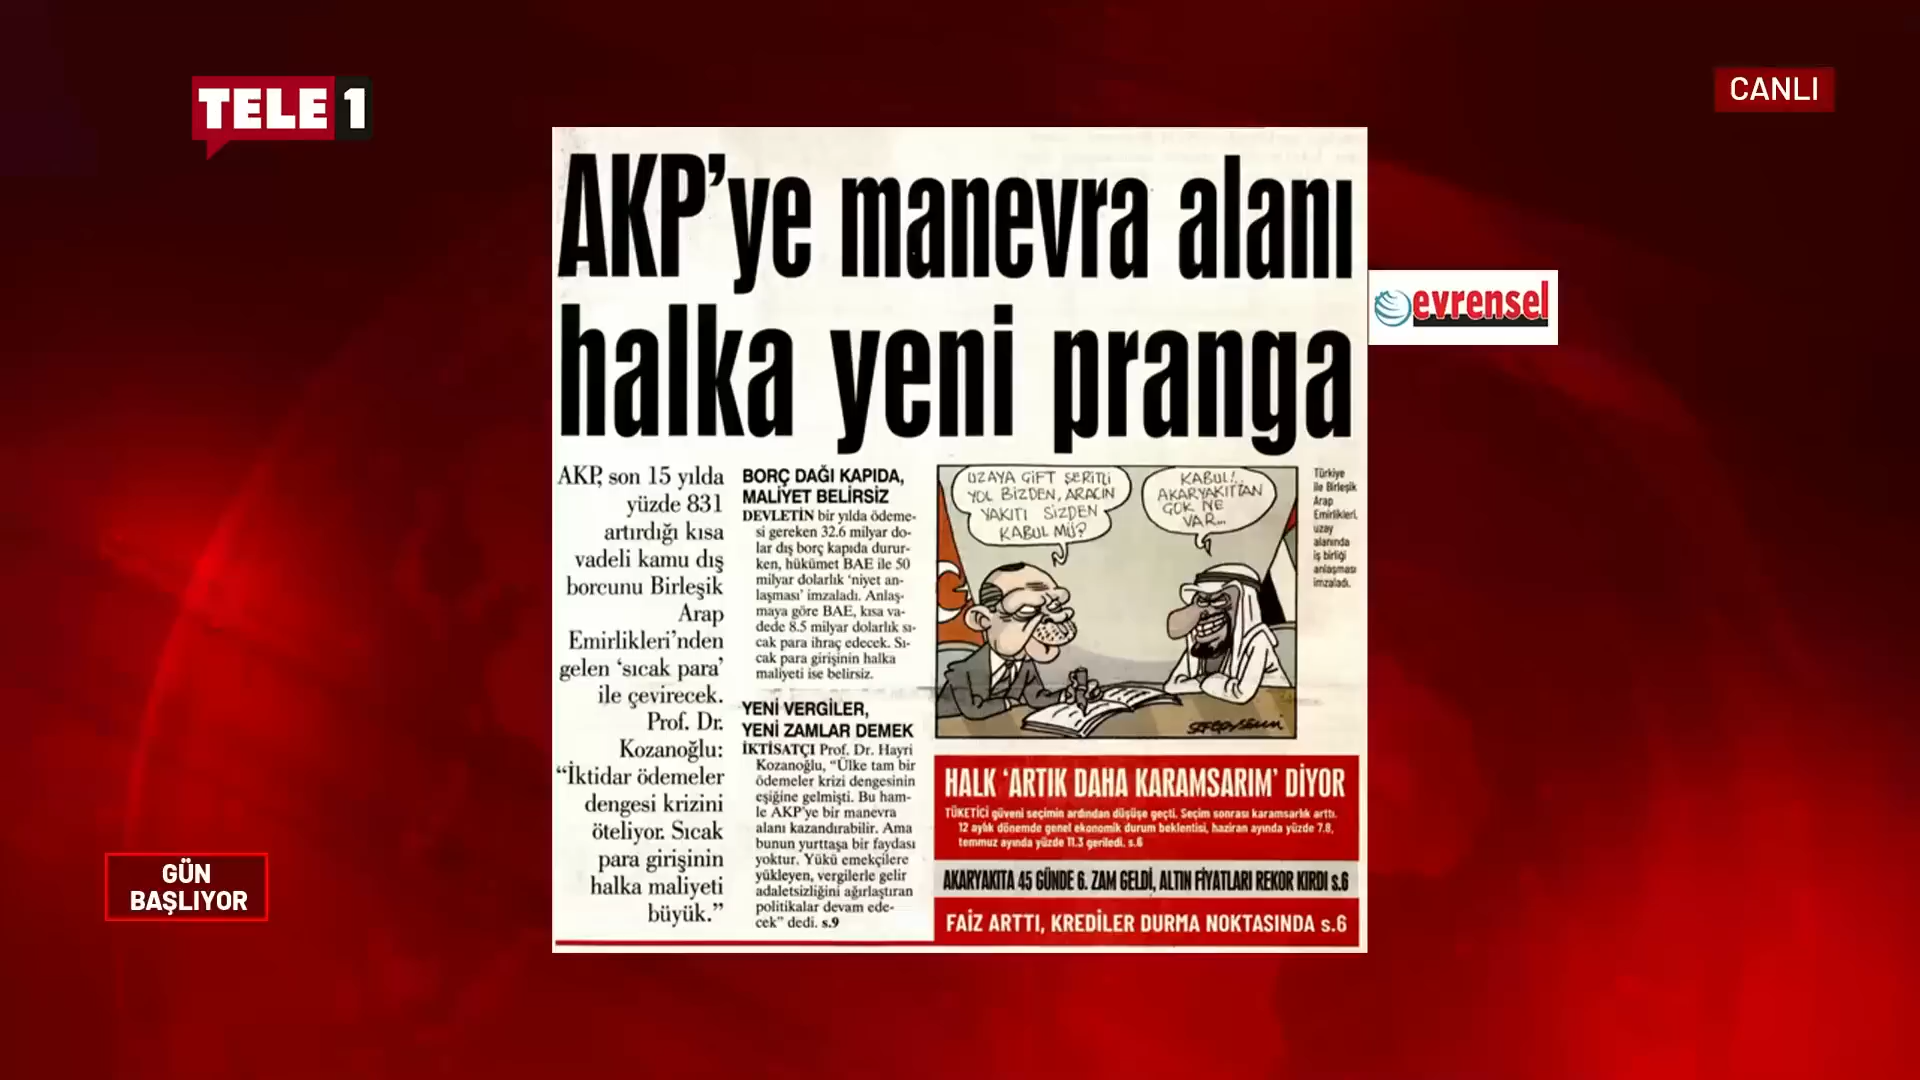 TELE 1
CANLI
AKP’ye manevra alanı
halka yeni pranga
evrensel
AKP, son 15 yılda
yüzde 831
artırdığı kısa
vadeli kamu dış
borcunu Birleşik
Arap
Emirlikleri’nden
gelen ‘sıcak para’
ile çevirecek.
Prof. Dr.
Kozanoğlu:
“İktidar ödemeler
dengesi krizini
öteliyor. Sıcak
para girişinin
halka maliyeti
büyük.”
BORÇ DAĞI KAPIDA,
MALİYET BELİRSİZ
DEVLETİN bir yılda ödeme-
si gereken 32.6 milyar do-
lar dış borç kapıda durur-
ken, hükümet BAE ile 50
milyar dolarlık ‘niyet an-
laşması’ imzaladı. Anlaş-
maya göre BAE, kısa va-
dede 8.5 milyar dolarlık sı-
cak para ihraç edecek. Sı-
cak para girişinin halka
maliyeti ise belirsiz.
YENİ VERGİLER,
YENİ ZAMLAR DEMEK
İKTİSATÇI Prof. Dr. Hayri
Kozanoğlu, “Ülke tam bir
ödemeler krizi dengesinin
eşiğine gelmişti. Bu ham-
le AKP’ye bir manevra
alanı kazandırabilir. Ama
bunun yurttaşa bir faydası
yoktur. Yükü emekçilere
yükleyen, vergilerle gelir
adaletsizliğini ağırlaştıran
politikalar devam ede-
cek” dedi. s.9
UZAYA GİFT ŞERİTLİ
YOL BİZDEN, ARACIN
YAKITI SİZDEN
KABUL MÜ?
KABUL!..
AKARYAKITTAN
ÇOK NE
VAR...
Türkiye
ile Birleşik
Arap
Emirlikleri,
uzay
alanında
iş birliği
anlaşması
imzaladı.
HALK ‘ARTIK DAHA KARAMSARIM’ DİYOR
TÜKETİCİ güveni seçimin ardından düşüşe geçti. Seçim sonrası karamsarlık arttı.
12 aylık dönemde genel ekonomik durum beklentisi, haziran ayında yüzde 7.8,
temmuz ayında yüzde 11.3 geriledi. s.6
AKARYAKITA 45 GÜNDE 6. ZAM GELDİ, ALTIN FİYATLARI REKOR KIRDI s.6
FAİZ ARTTI, KREDİLER DURMA NOKTASINDA s.6
GÜN
BAŞLIYOR